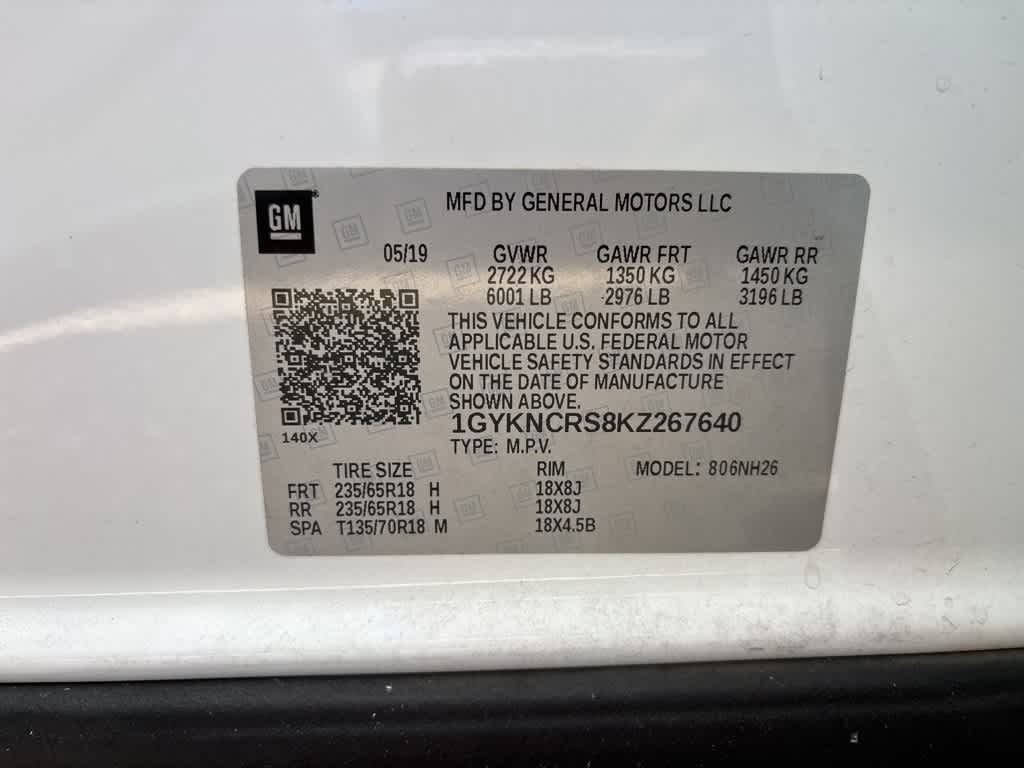 GM ®
MFD BY GENERAL MOTORS LLC
05/19 GVWR GAWR FRT GAWR RR
2722 KG 1350 KG 1450 KG
6001 LB 2976 LB 3196 LB
THIS VEHICLE CONFORMS TO ALL
APPLICABLE U.S. FEDERAL MOTOR
VEHICLE SAFETY STANDARDS IN EFFECT
ON THE DATE OF MANUFACTURE
SHOWN ABOVE.
140X
1GYKNCRS8KZ267640
TYPE: M.P.V.
TIRE SIZE RIM MODEL: 806NH26
FRT 235/65R18 H 18X8J
RR 235/65R18 H 18X8J
SPA T135/70R18 M 18X4.5B